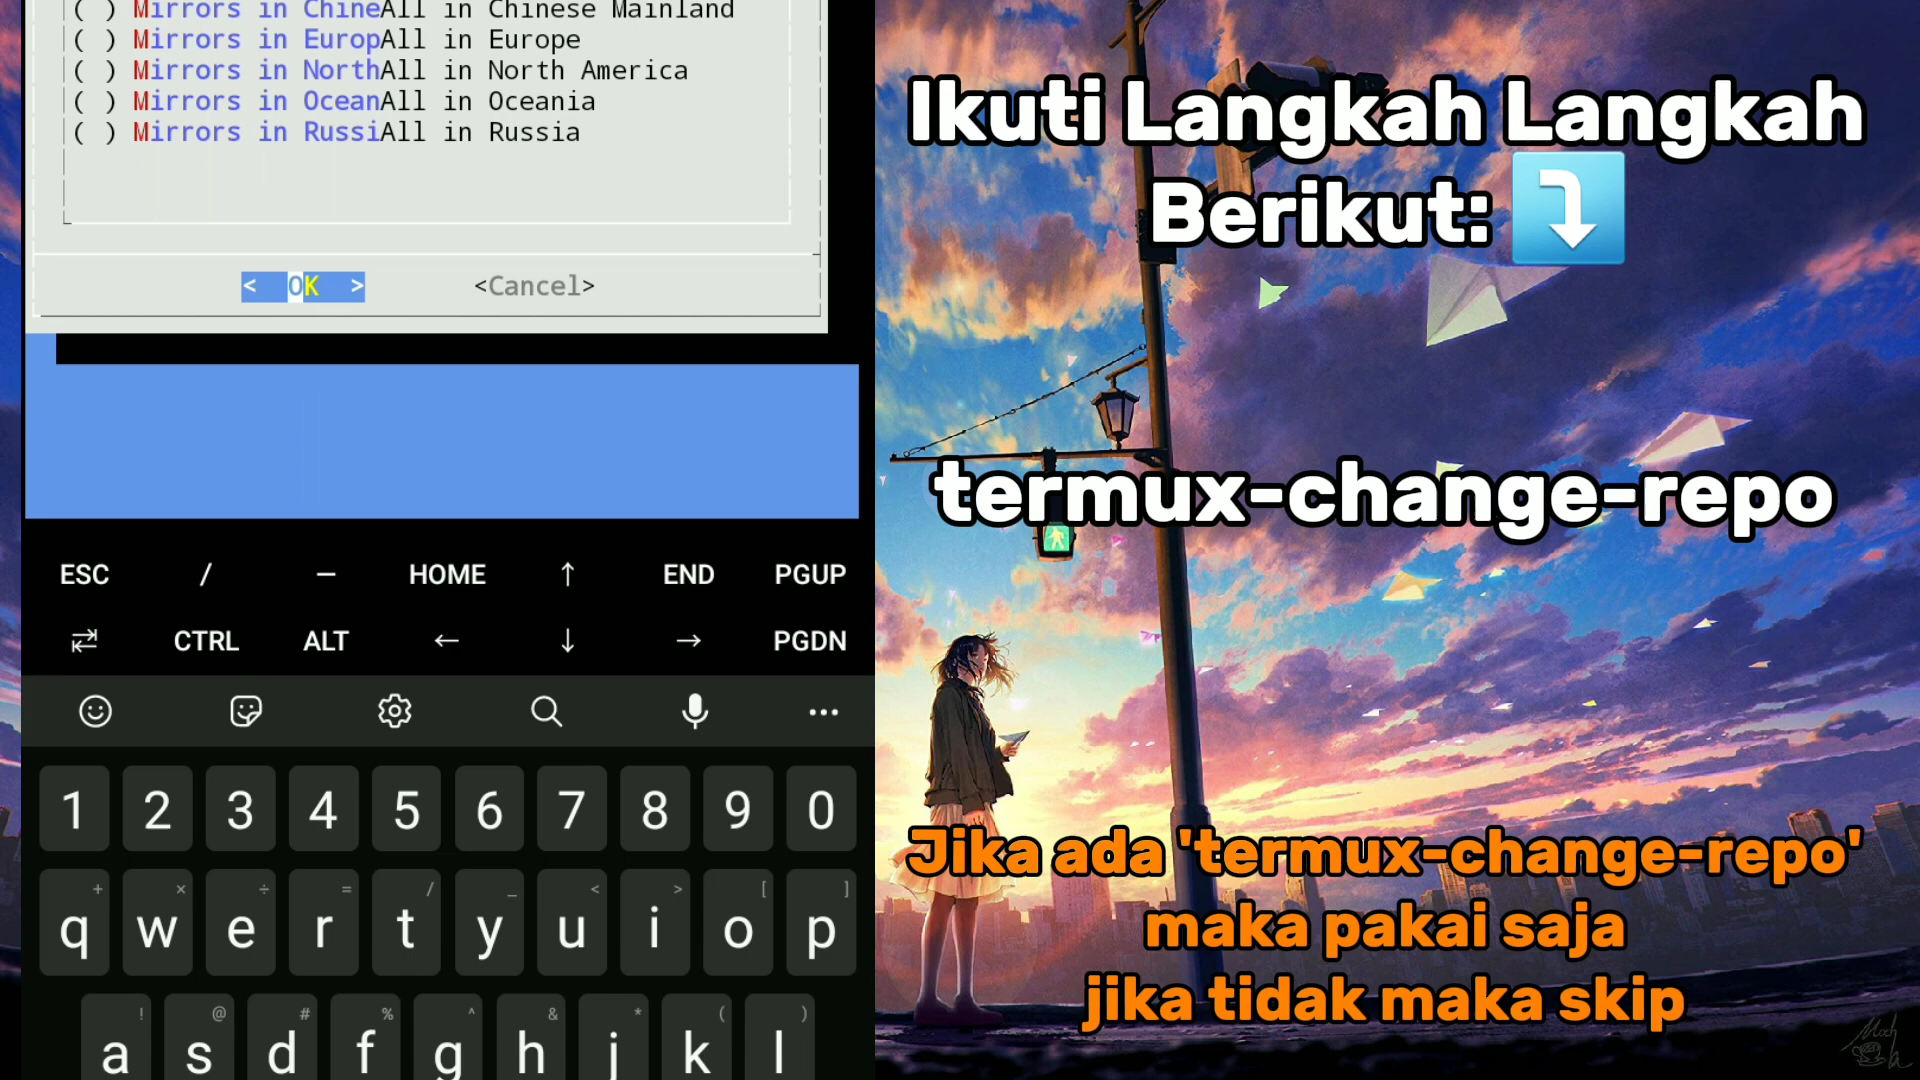 ( ) Mirrors in ChineAll in Chinese Mainland
( ) Mirrors in EuropAll in Europe
( ) Mirrors in NorthAll in North America
( ) Mirrors in OceanAll in Oceania
( ) Mirrors in RussiAll in Russia
< OK > <Cancel>
ESC / — HOME ↑ END PGUP
⇄ CTRL ALT ← ↓ → PGDN
1 2 3 4 5 6 7 8 9 0
+ × ÷ = / _ < > [ ]
q w e r t y u i o p
! @ # % ^ & * ( )
a s d f g h j k l
Ikuti Langkah Langkah
Berikut: ⤵️
termux-change-repo
Jika ada 'termux-change-repo'
maka pakai saja
jika tidak maka skip